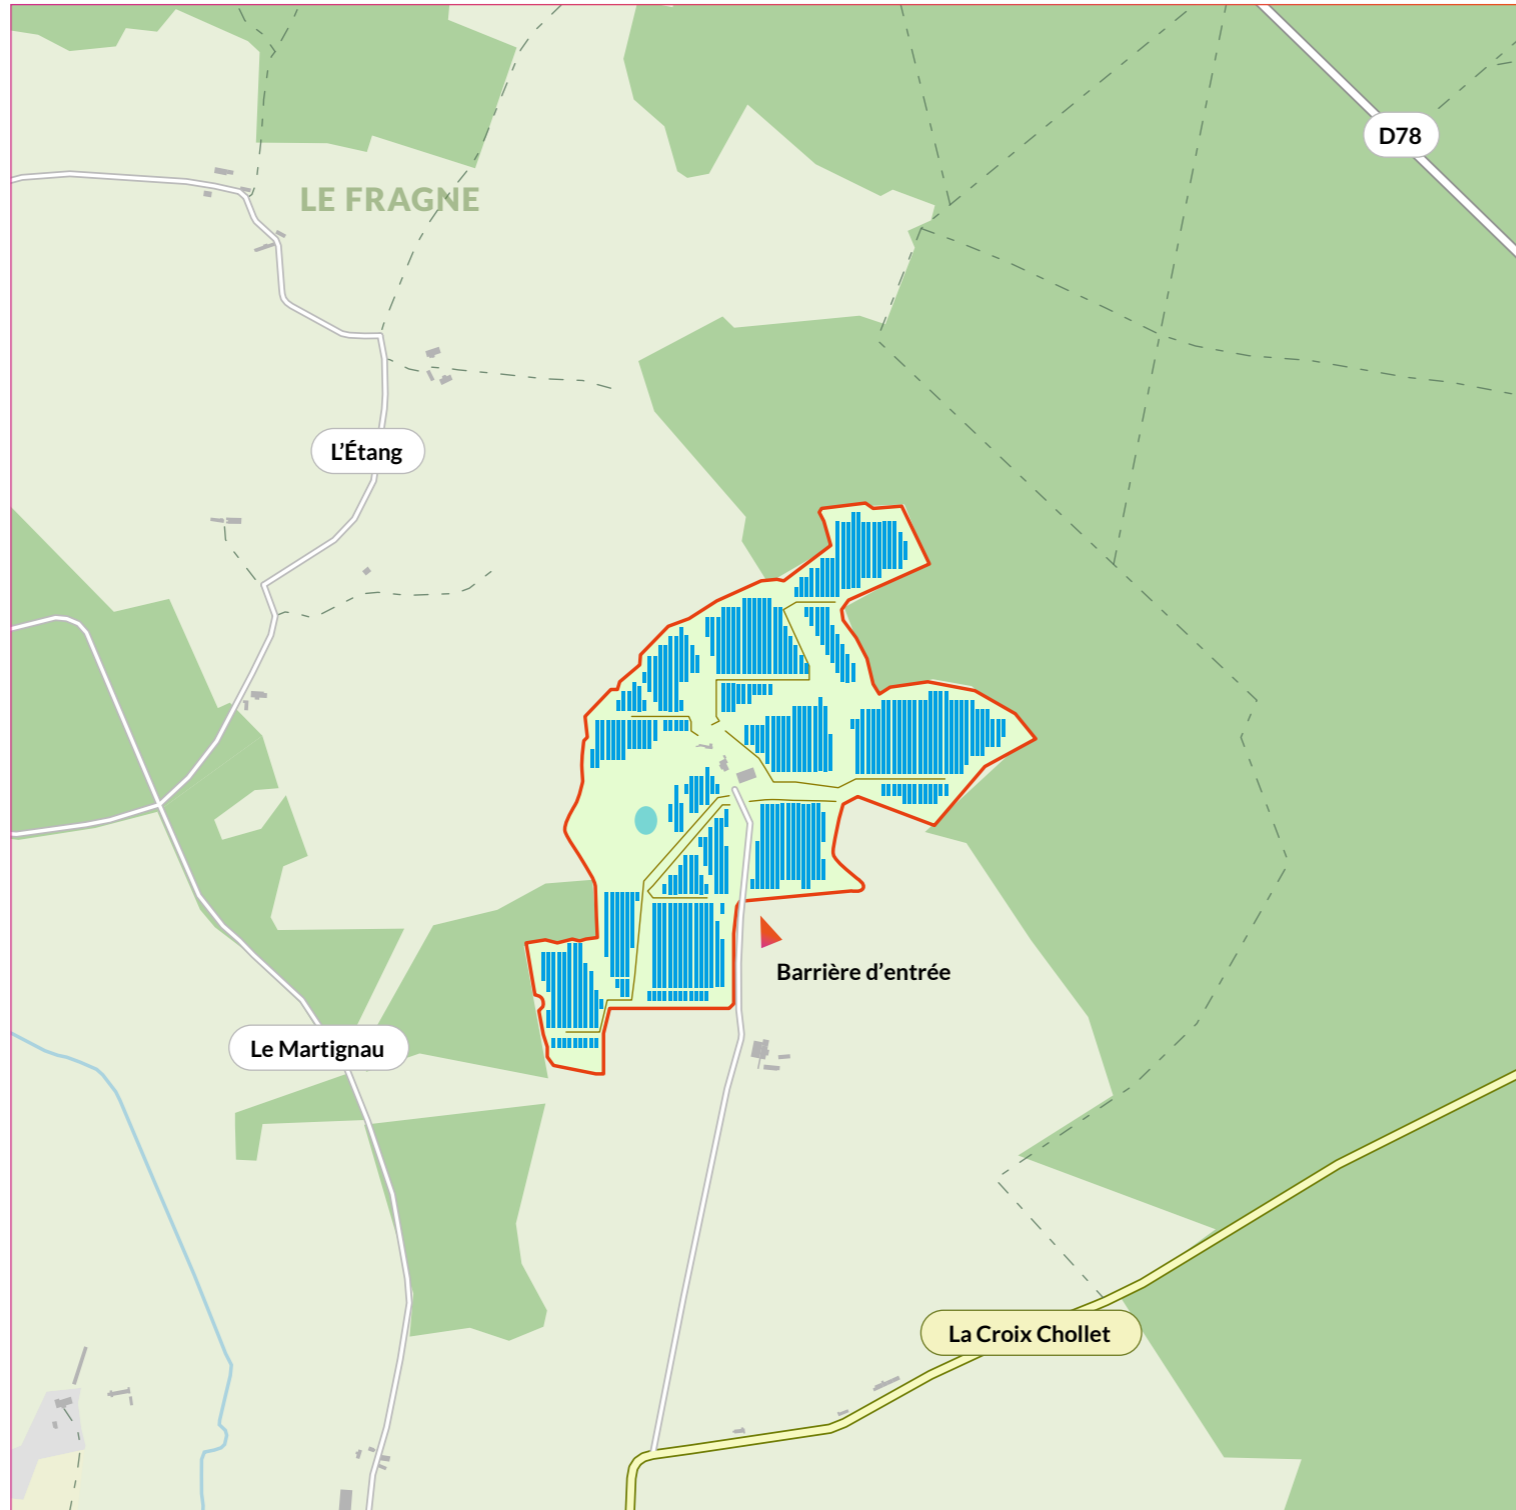 D78
LE FRAGNE
L’Étang
Barrière d’entrée
Le Martignau
La Croix Chollet